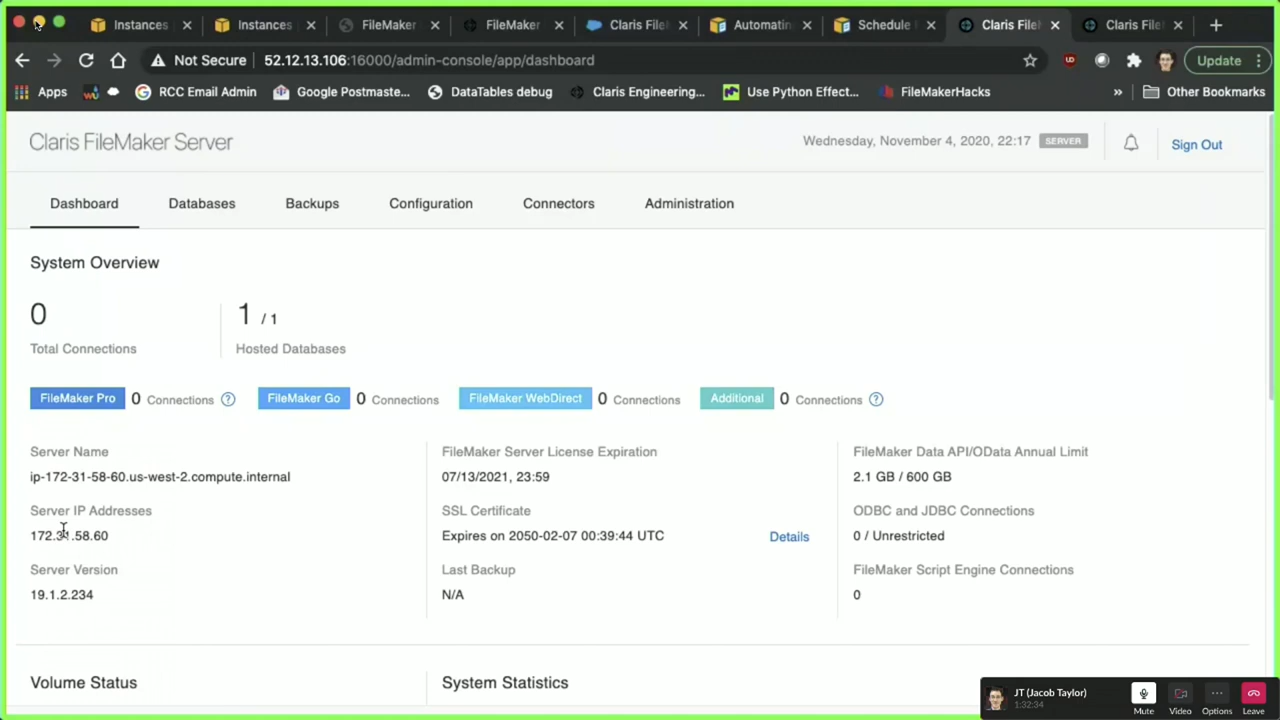 Instances
Instances
FileMaker
FileMaker
Claris File
Automatin
Schedule
Claris File
Claris File
Not Secure
52.12.13.106:16000/admin-console/app/dashboard
UD
Update
Apps
RCC Email Admin
Google Postmaste...
DataTables debug
Claris Engineering...
Use Python Effect...
FileMakerHacks
»
Other Bookmarks
Claris FileMaker Server
Wednesday, November 4, 2020, 22:17
SERVER
Sign Out
Dashboard
Databases
Backups
Configuration
Connectors
Administration
System Overview
0
1 / 1
Total Connections
Hosted Databases
FileMaker Pro
0 Connections ?
FileMaker Go
0 Connections
FileMaker WebDirect
0 Connections
Additional
0 Connections ?
Server Name
ip-172-31-58-60.us-west-2.compute.internal
Server IP Addresses
172.31.58.60
Server Version
19.1.2.234
FileMaker Server License Expiration
07/13/2021, 23:59
SSL Certificate
Expires on 2050-02-07 00:39:44 UTC
Details
Last Backup
N/A
FileMaker Data API/OData Annual Limit
2.1 GB / 600 GB
ODBC and JDBC Connections
0 / Unrestricted
FileMaker Script Engine Connections
0
Volume Status
System Statistics
JT (Jacob Taylor)
1:32:34
Mute
Video
Options
Leave